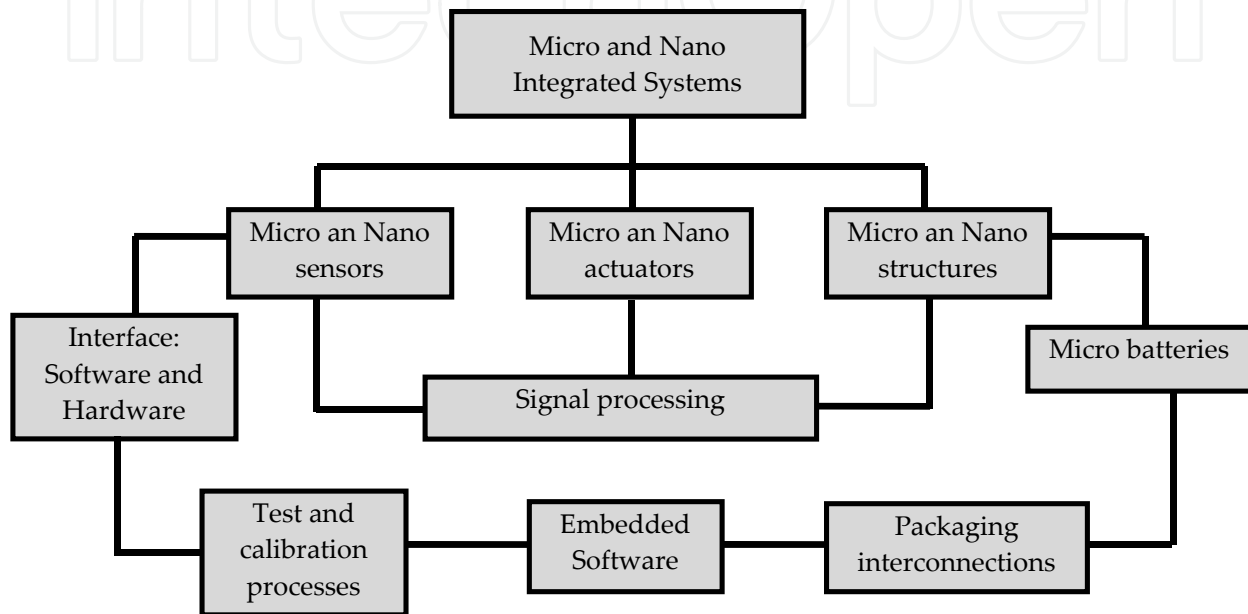 Micro and Nano
Integrated Systems
Micro an Nano
sensors
Micro an Nano
actuators
Micro an Nano
structures
Interface:
Software and
Hardware
Signal processing
Micro batteries
Test and
calibration
processes
Embedded
Software
Packaging
interconnections